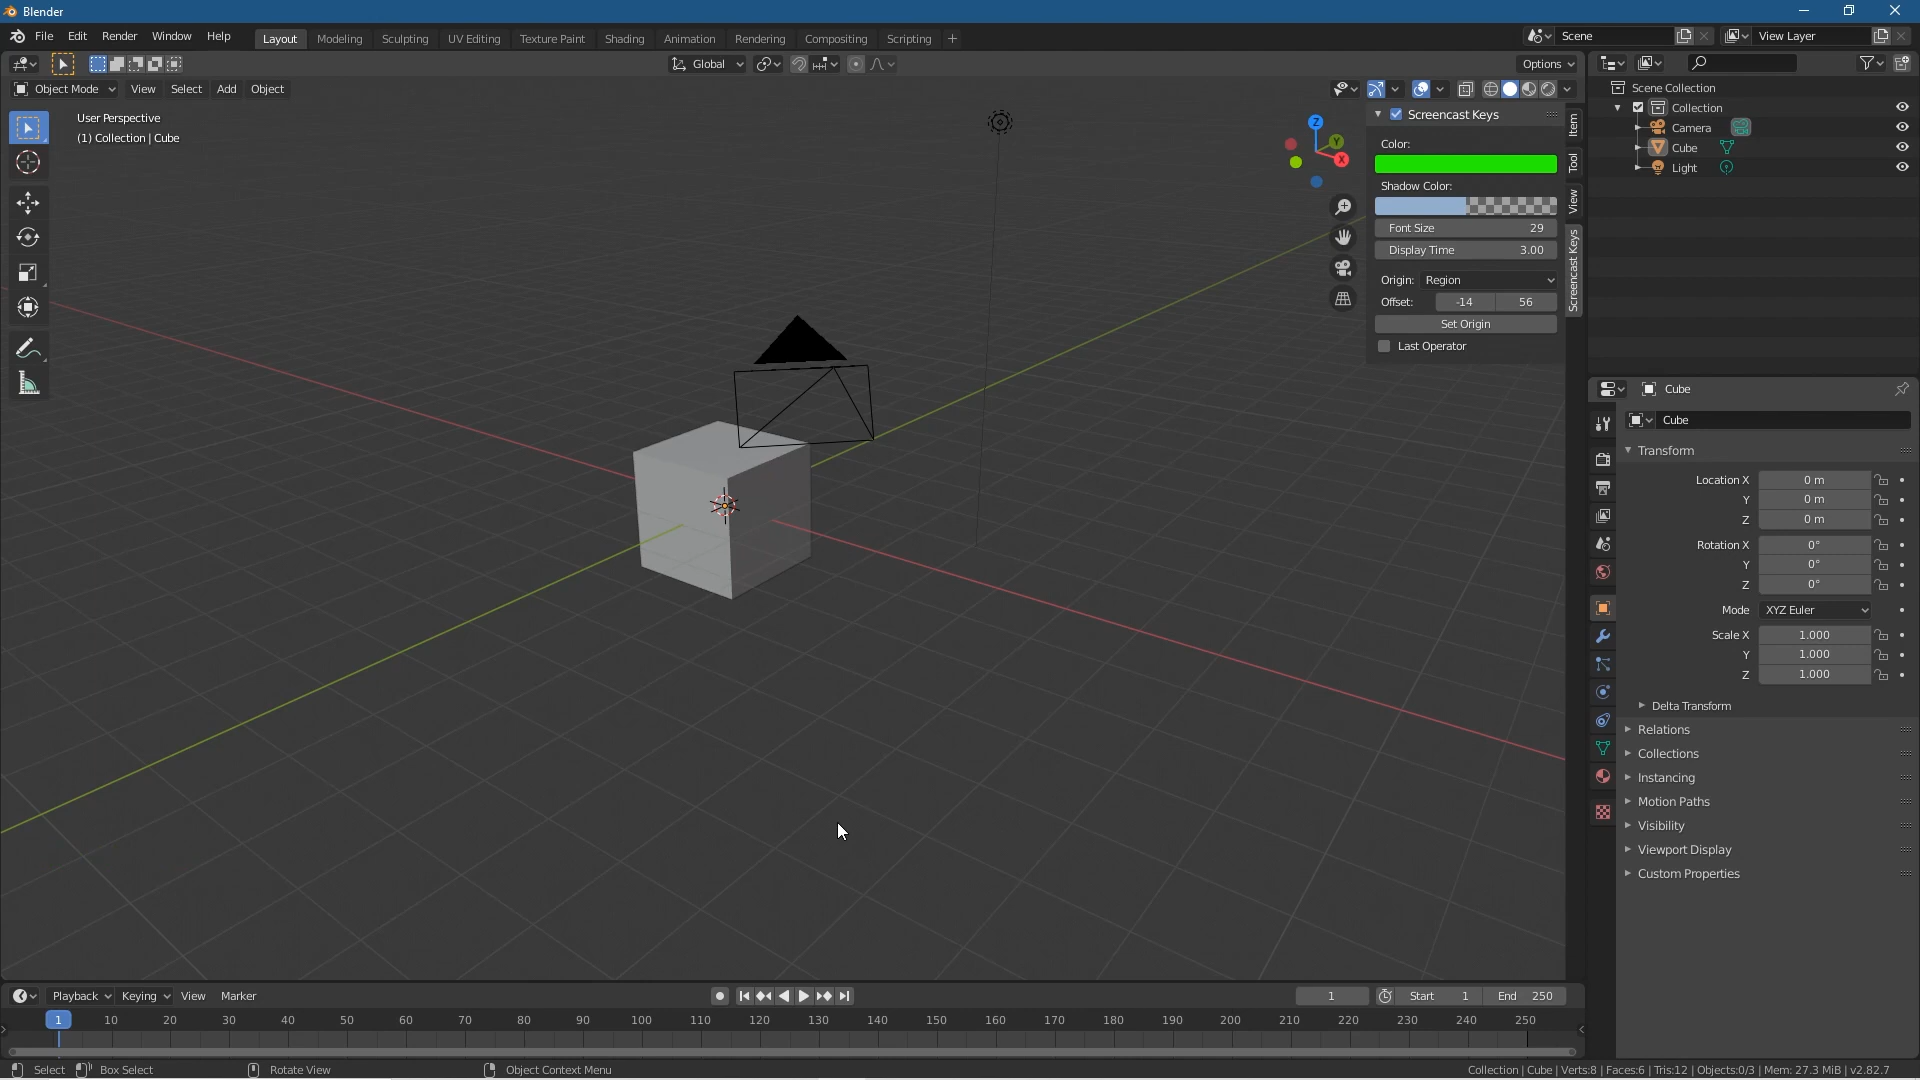 Blender
File Edit Render Window Help Layout Modeling Sculpting UV Editing Texture Paint Shading Animation Rendering Compositing Scripting + Scene View Layer
Global Options
Object Mode View Select Add Object
User Perspective
(1) Collection | Cube
Z
Y
X
Screencast Keys
Color:
Shadow Color:
Font Size 29
Display Time 3.00
Origin: Region
Offset: -14 56
Set Origin
Last Operator
Item
Tool
View
Screencast Keys
Scene Collection
Collection
Camera
Cube
Light
Cube
Cube
Transform
Location X 0 m
Y 0 m
Z 0 m
Rotation X 0°
Y 0°
Z 0°
Mode XYZ Euler
Scale X 1.000
Y 1.000
Z 1.000
Delta Transform
Relations
Collections
Instancing
Motion Paths
Visibility
Viewport Display
Custom Properties
Playback Keying View Marker 1 Start 1 End 250
1 10 20 30 40 50 60 70 80 90 100 110 120 130 140 150 160 170 180 190 200 210 220 230 240 250
Select Box Select Rotate View Object Context Menu Collection | Cube | Verts:8 | Faces:6 | Tris:12 | Objects:0/3 | Mem: 27.3 MiB | v2.82.7